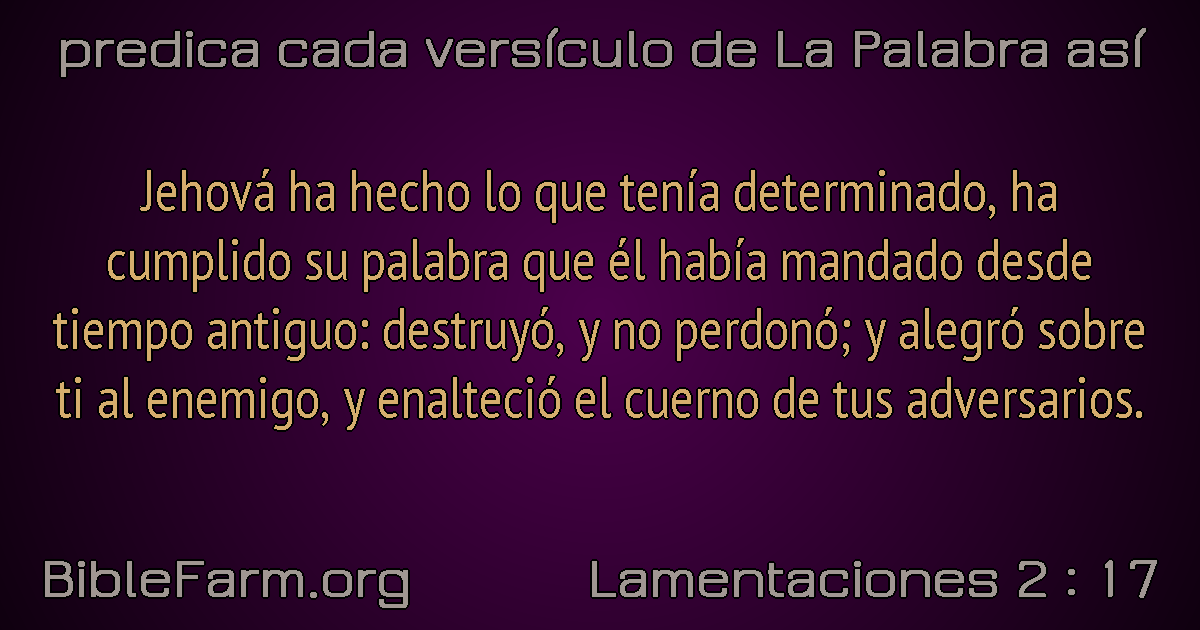 predica cada versículo de La Palabra así
Jehová ha hecho lo que tenía determinado, ha
cumplido su palabra que él había mandado desde
tiempo antiguo: destruyó, y no perdonó; y alegró sobre
ti al enemigo, y enalteció el cuerno de tus adversarios.
BibleFarm.org
Lamentaciones 2 : 17